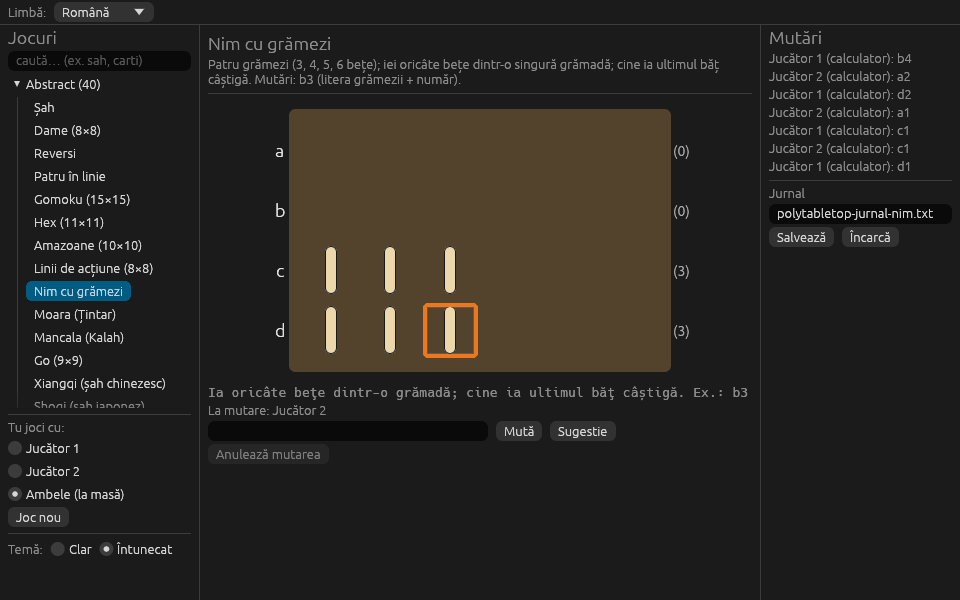 Limbă: Română
Jocuri
caută… (ex. sah, carti)
Abstract (40)
Șah
Dame (8×8)
Reversi
Patru în linie
Gomoku (15×15)
Hex (11×11)
Amazoane (10×10)
Linii de acțiune (8×8)
Nim cu grămezi
Moara (Țintar)
Mancala (Kalah)
Go (9×9)
Xiangqi (șah chinezesc)
Shogi (șah japonez)
Tu joci cu:
Jucător 1
Jucător 2
Ambele (la masă)
Joc nou
Temă: Clar Întunecat
Nim cu grămezi
Patru grămezi (3, 4, 5, 6 bețe); iei oricâte bețe dintr-o singură grămadă; cine ia ultimul băț
câștigă. Mutări: b3 (litera grămezii + număr).
a (0)
b (0)
c (3)
d (3)
Ia oricâte bețe dintr-o grămadă; cine ia ultimul băț câștigă. Ex.: b3
La mutare: Jucător 2
Mută Sugestie
Anulează mutarea
Mutări
Jucător 1 (calculator): b4
Jucător 2 (calculator): a2
Jucător 1 (calculator): d2
Jucător 2 (calculator): a1
Jucător 1 (calculator): c1
Jucător 2 (calculator): c1
Jucător 1 (calculator): d1
Jurnal
polytabletop-jurnal-nim.txt
Salvează Încarcă